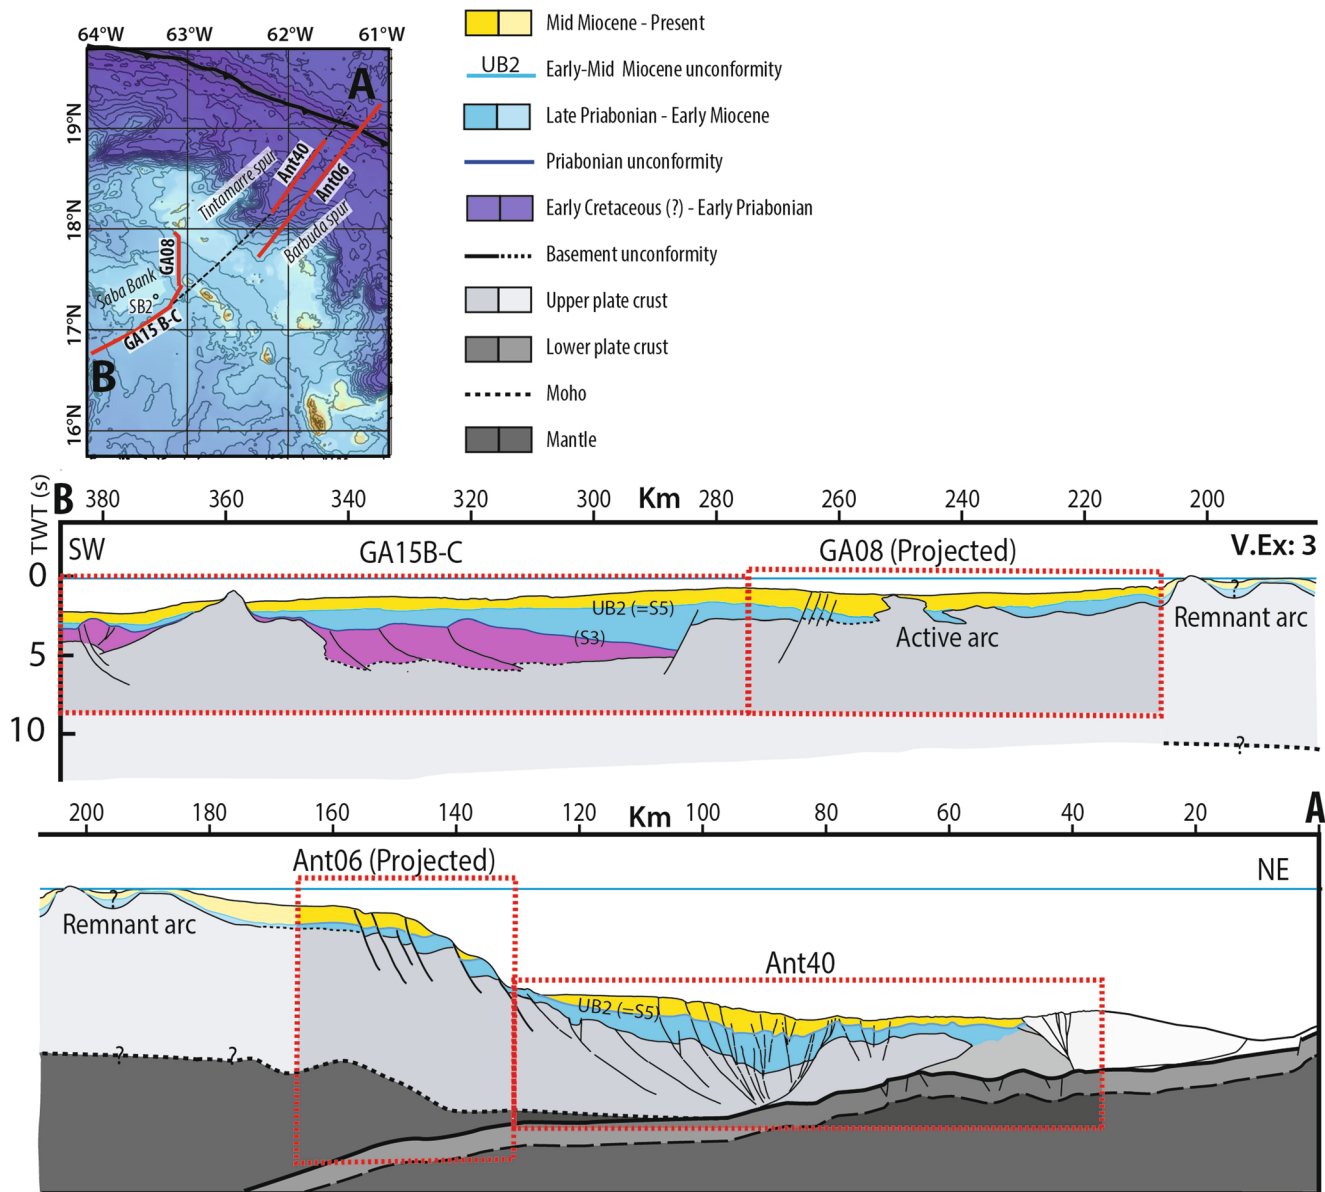 64°W 63°W 62°W 61°W
A
19°N
18°N
17°N
16°N
Ant40
Ant06
Tintamarre spur
Barbuda spur
GA08
Saba Bank
SB2°
GA15 B-C
B
Mid Miocene - Present
UB2 Early-Mid Miocene unconformity
Late Priabonian - Early Miocene
Priabonian unconformity
Early Cretaceous (?) - Early Priabonian
Basement unconformity
Upper plate crust
Lower plate crust
Moho
Mantle
TWT (s)
B 380 360 340 320 300 Km 280 260 240 220 200
SW GA15B-C GA08 (Projected) V.Ex: 3
0
UB2 (=S5)
?
Remnant arc
(S3)
Active arc
5
10
?
200 180 160 140 120 Km 100 80 60 40 20 A
Ant06 (Projected)
NE
?
Remnant arc
Ant40
UB2 (=S5)
? ?